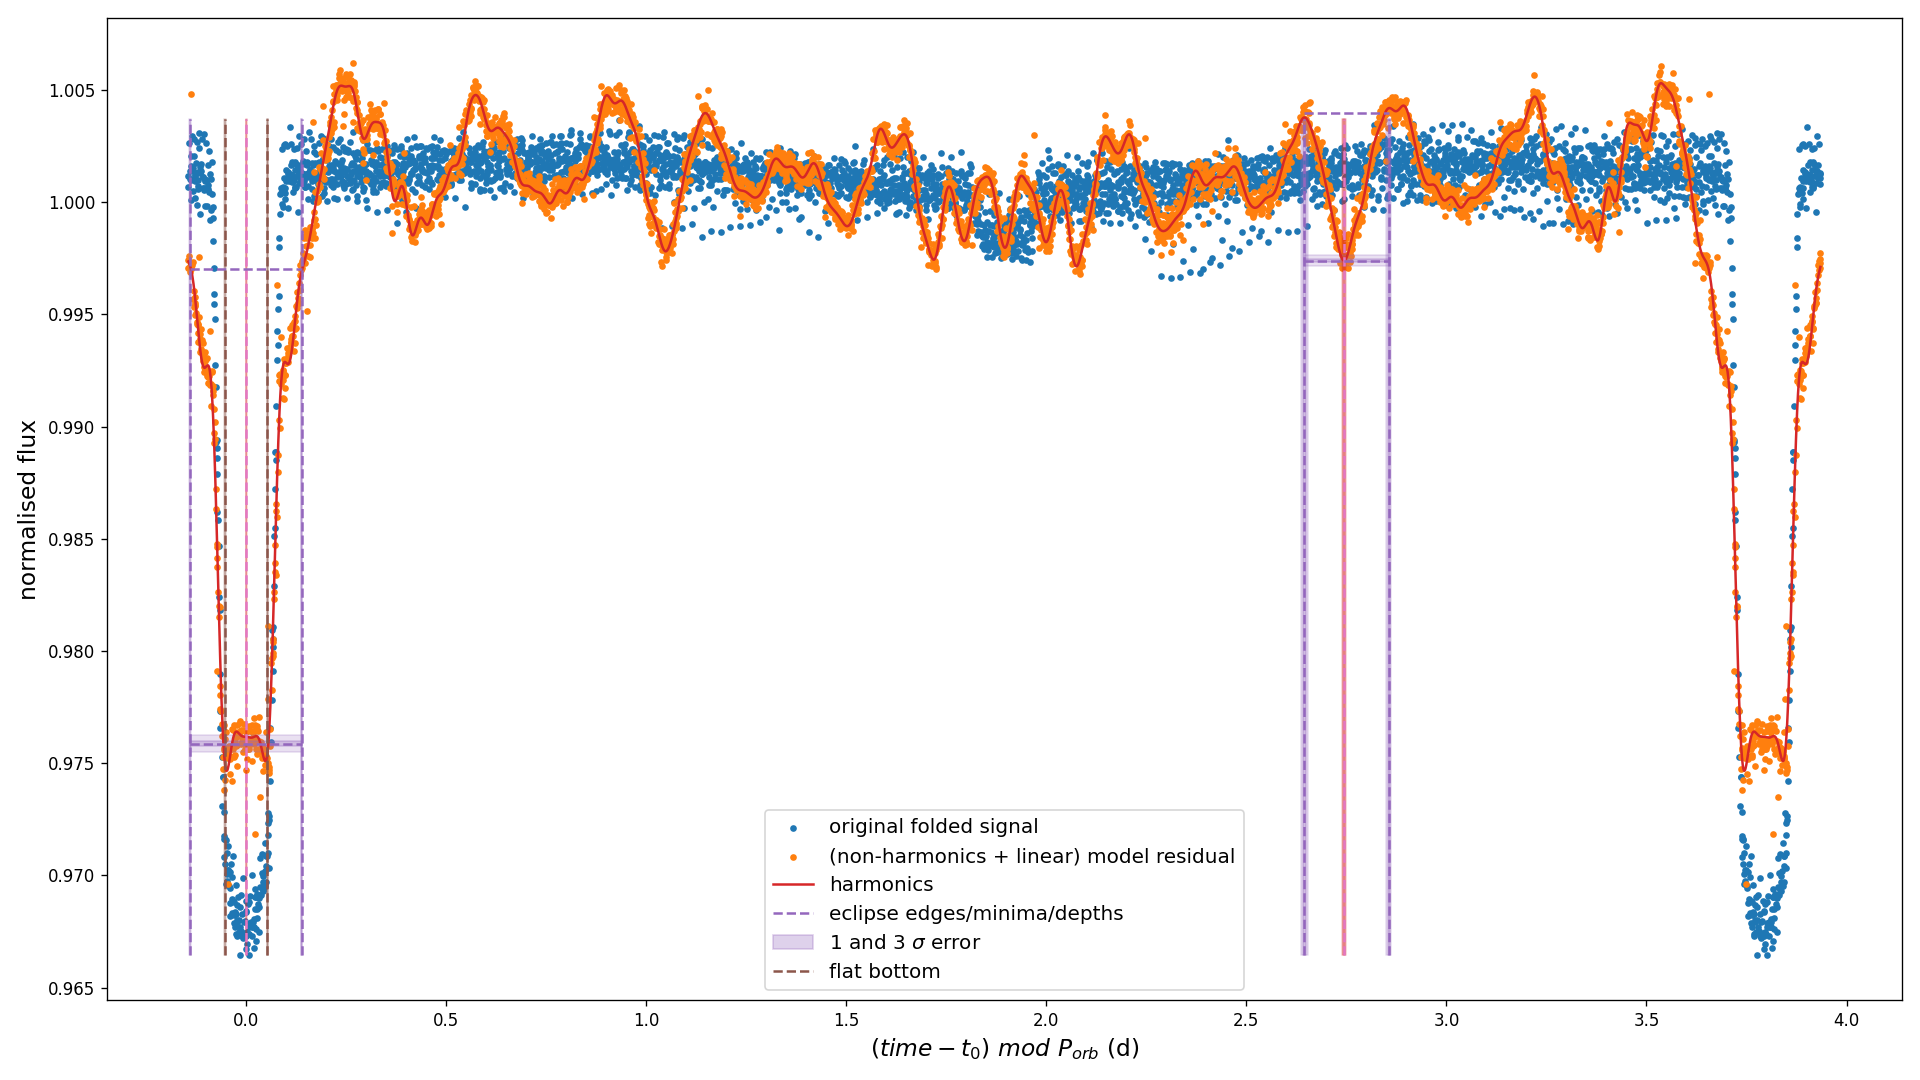 1.005
1.000
0.995
0.990
0.985
0.980
0.975
0.970
0.965
normalised flux
original folded signal
(non-harmonics + linear) model residual
harmonics
eclipse edges/minima/depths
1 and 3 σ error
flat bottom
0.0 0.5 1.0 1.5 2.0 2.5 3.0 3.5 4.0
(time − t₀) mod P_orb (d)